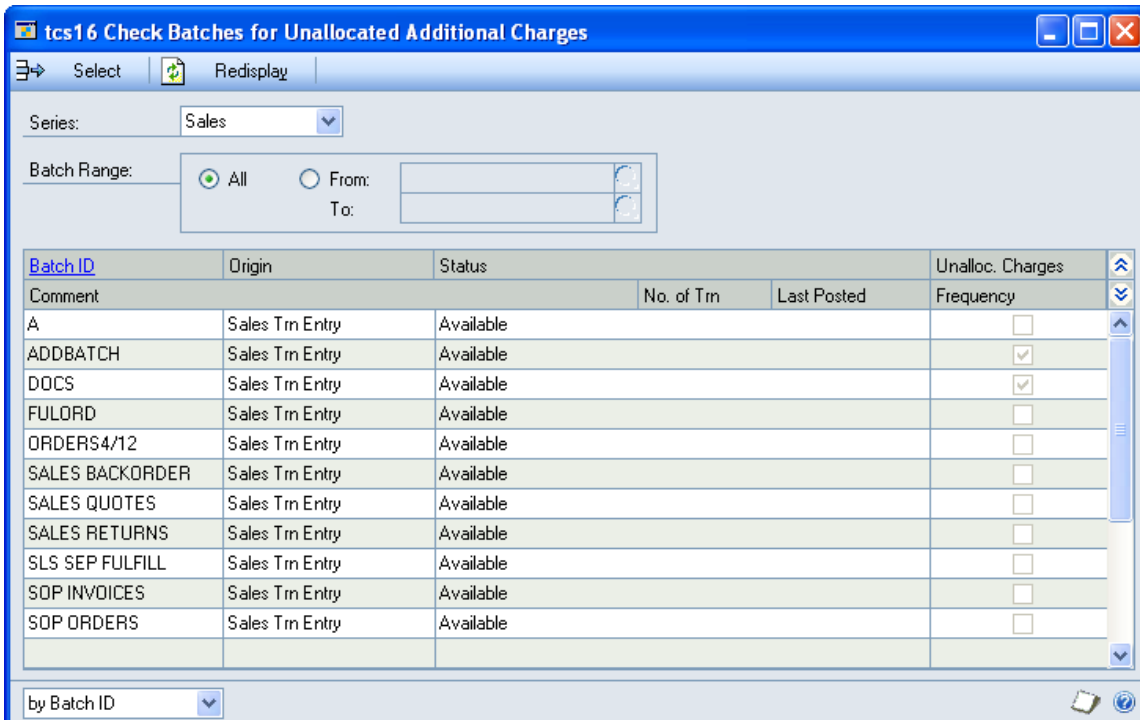 tcs16 Check Batches for Unallocated Additional Charges
Select Redisplay
Series: Sales
Batch Range: All From:
To:
Batch ID Origin Status Unalloc. Charges
Comment No. of Trn Last Posted Frequency
A Sales Trn Entry Available
ADDBATCH Sales Trn Entry Available
DOCS Sales Trn Entry Available
FULORD Sales Trn Entry Available
ORDERS4/12 Sales Trn Entry Available
SALES BACKORDER Sales Trn Entry Available
SALES QUOTES Sales Trn Entry Available
SALES RETURNS Sales Trn Entry Available
SLS SEP FULFILL Sales Trn Entry Available
SOP INVOICES Sales Trn Entry Available
SOP ORDERS Sales Trn Entry Available
by Batch ID